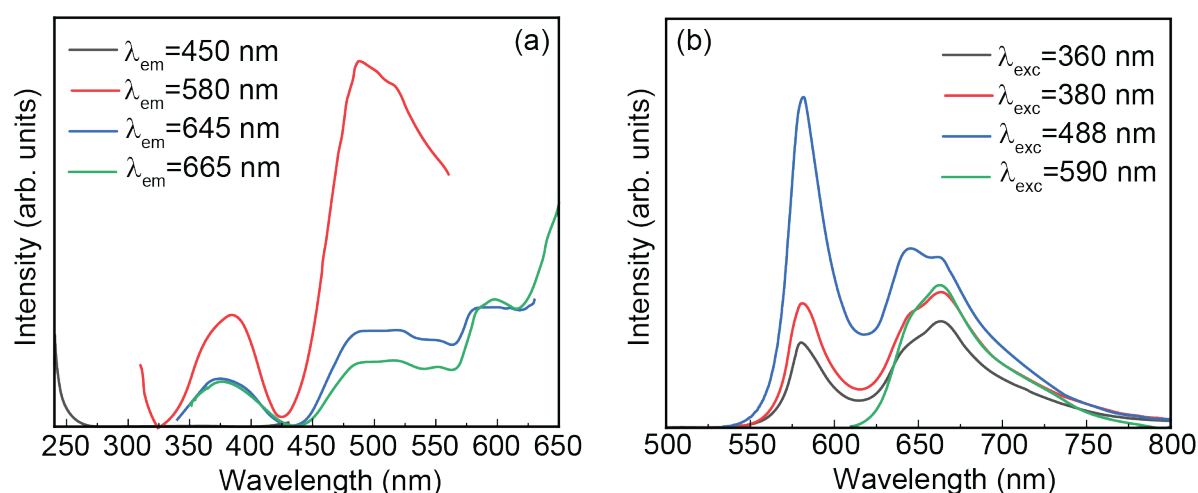 Intensity (arb. units)
λem=450 nm
λem=580 nm
λem=645 nm
λem=665 nm
(a)
250 300 350 400 450 500 550 600 650
Wavelength (nm)
Intensity (arb. units)
(b)
λexc=360 nm
λexc=380 nm
λexc=488 nm
λexc=590 nm
500 550 600 650 700 750 800
Wavelength (nm)